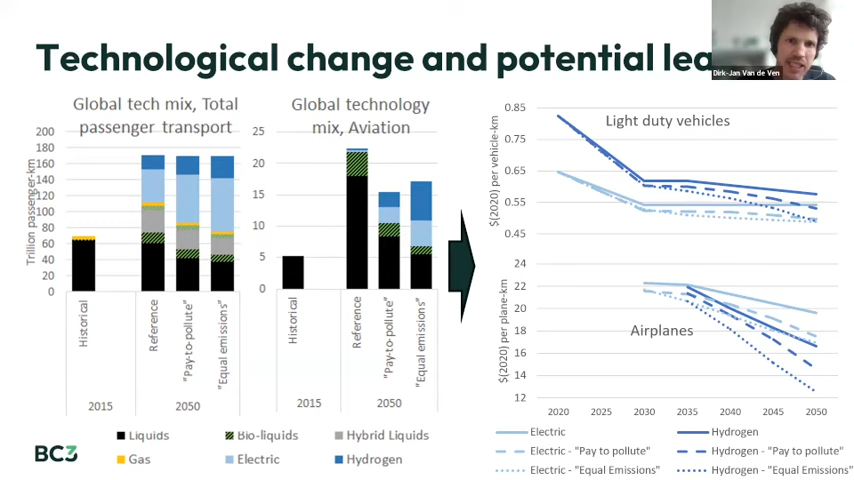 Technological change and potential lea
Dirk-Jan Van de Ven
Global tech mix, Total
passenger transport
Trillion passenger-km
200
180
160
140
120
100
80
60
40
20
0
Historical
Reference
"Pay-to-pollute"
"Equal emissions"
2015
2050
Global technology
mix, Aviation
25
20
15
10
5
0
Historical
Reference
"Pay-to-pollute"
"Equal emissions"
2015
2050
Liquids
Bio-liquids
Hybrid Liquids
Gas
Electric
Hydrogen
BC3
Light duty vehicles
$(2020) per vehicle-km
0.85
0.75
0.65
0.55
0.45
Airplanes
$(2020) per plane-km
24
22
20
18
16
14
12
2020
2025
2030
2035
2040
2045
2050
Electric
Hydrogen
Electric - "Pay to pollute"
Hydrogen - "Pay to pollute"
Electric - "Equal Emissions"
Hydrogen - "Equal Emissions"